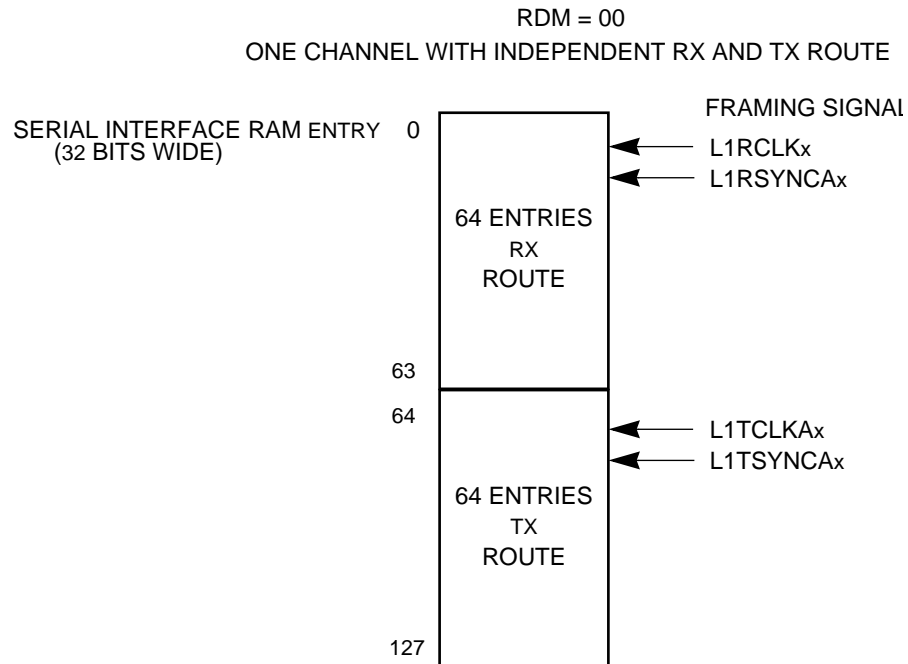 RDM = 00
ONE CHANNEL WITH INDEPENDENT RX AND TX ROUTE
FRAMING SIGNAL
SERIAL INTERFACE RAM ENTRY 0
(32 BITS WIDE)
L1RCLKx
L1RSYNCAx
64 ENTRIES
RX
ROUTE
63
64
L1TCLKAx
L1TSYNCAx
64 ENTRIES
TX
ROUTE
127